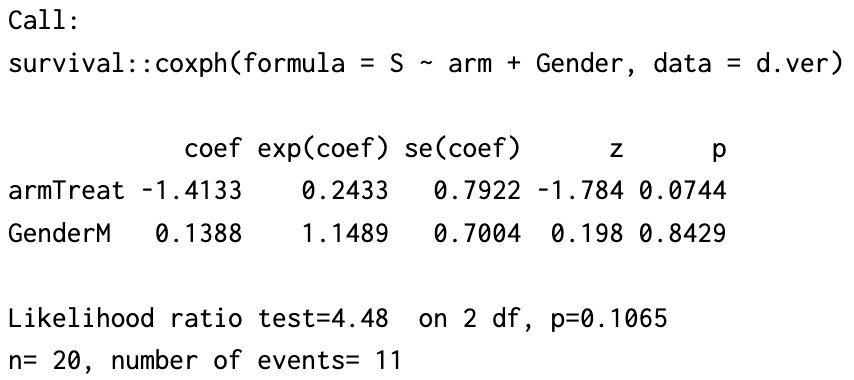 Call:
survival::coxph(formula = S ~ arm + Gender, data = d.ver)
coef exp(coef) se(coef) z p
armTreat -1.4133 0.2433 0.7922 -1.784 0.0744
GenderM 0.1388 1.1489 0.7004 0.198 0.8429
Likelihood ratio test=4.48 on 2 df, p=0.1065
n= 20, number of events= 11